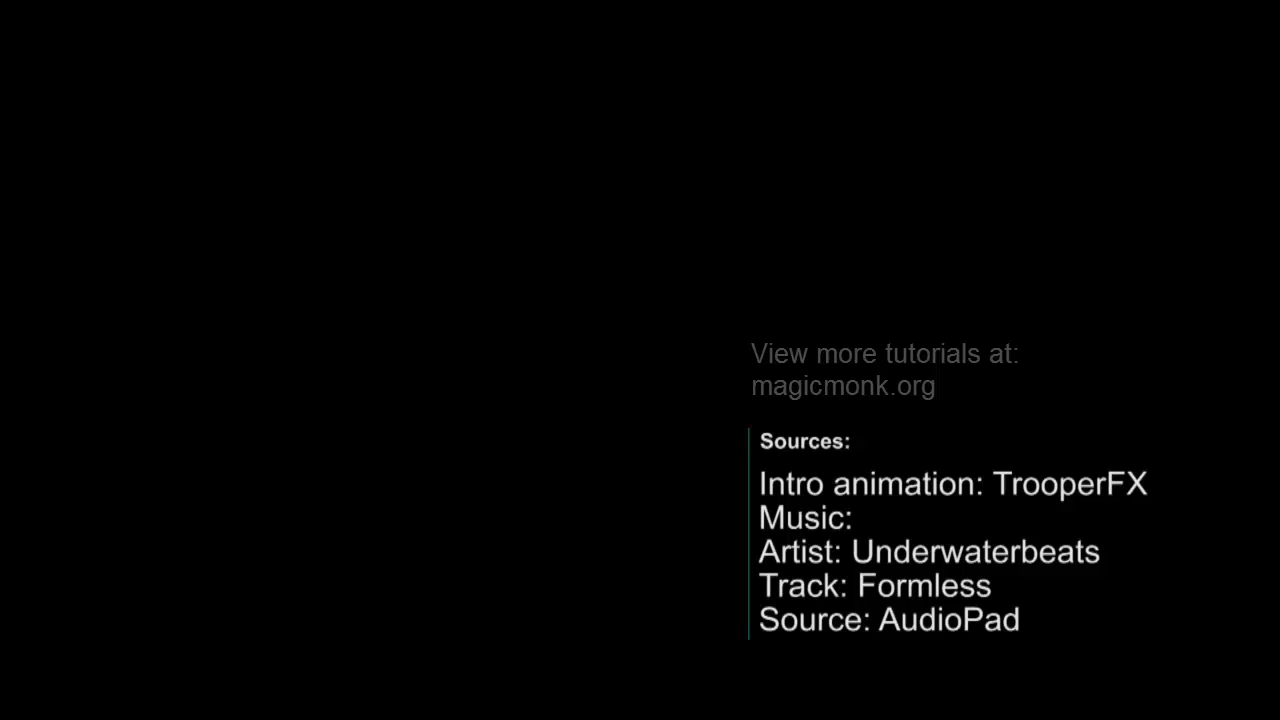 View more tutorials at:
magicmonk.org
Sources:
Intro animation: TrooperFX
Music:
Artist: Underwaterbeats
Track: Formless
Source: AudioPad